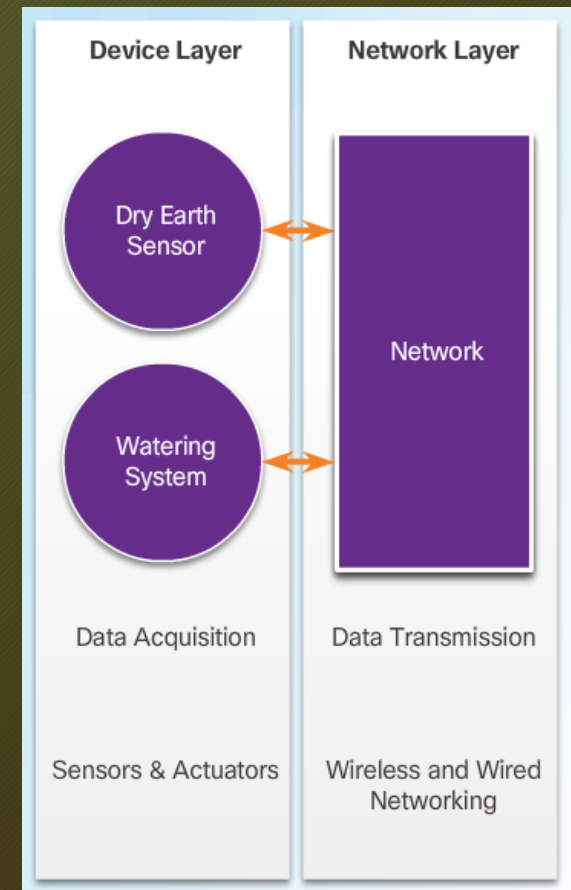 Device Layer
Dry Earth
Sensor
Watering
System
Data Acquisition
Sensors & Actuators
Network Layer
Network
Data Transmission
Wireless and Wired
Networking